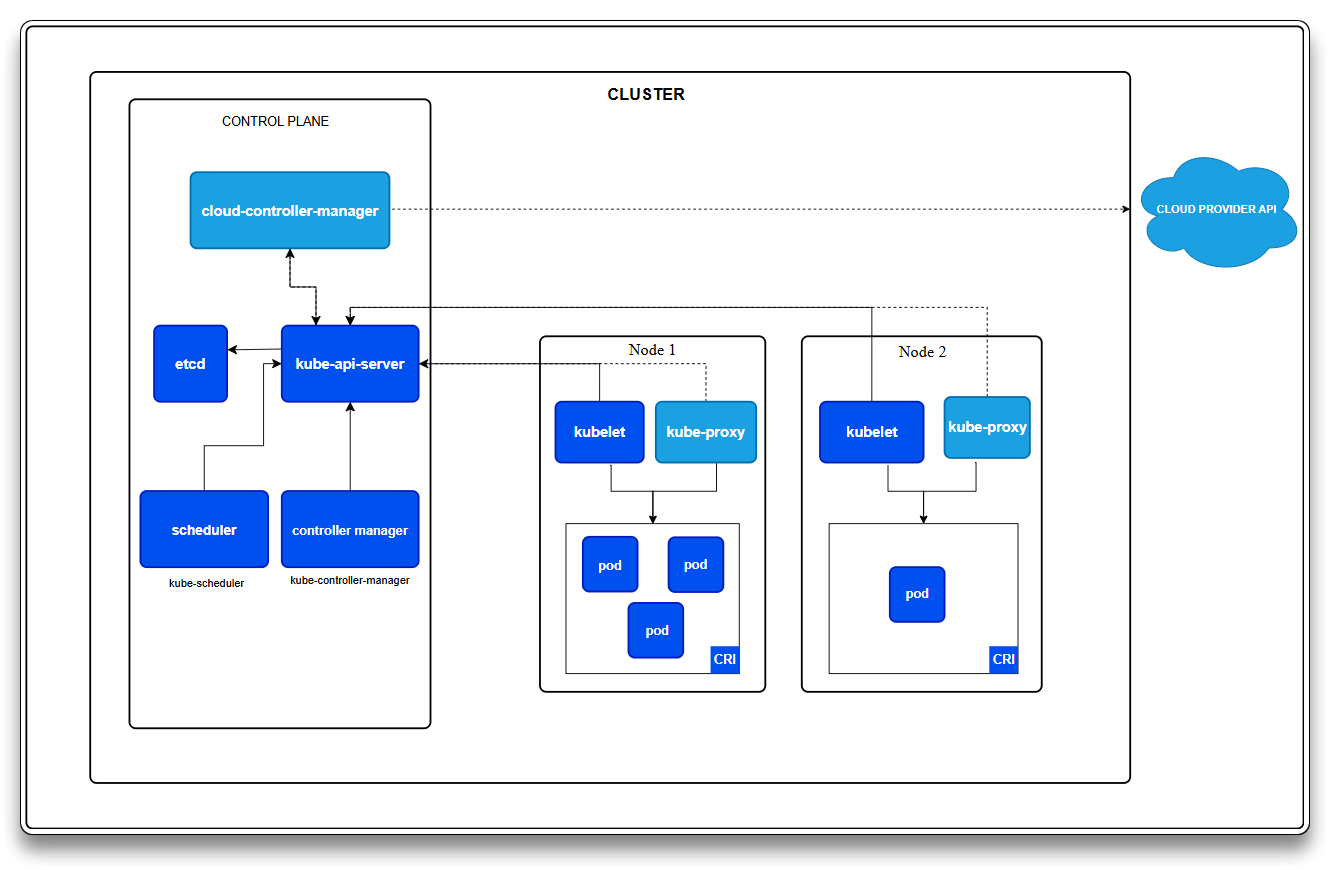 CLUSTER
CONTROL PLANE
cloud-controller-manager
CLOUD PROVIDER API
etcd
kube-api-server
scheduler
kube-scheduler
controller manager
kube-controller-manager
Node 1
kubelet
kube-proxy
pod
pod
pod
CRI
Node 2
kubelet
kube-proxy
pod
CRI